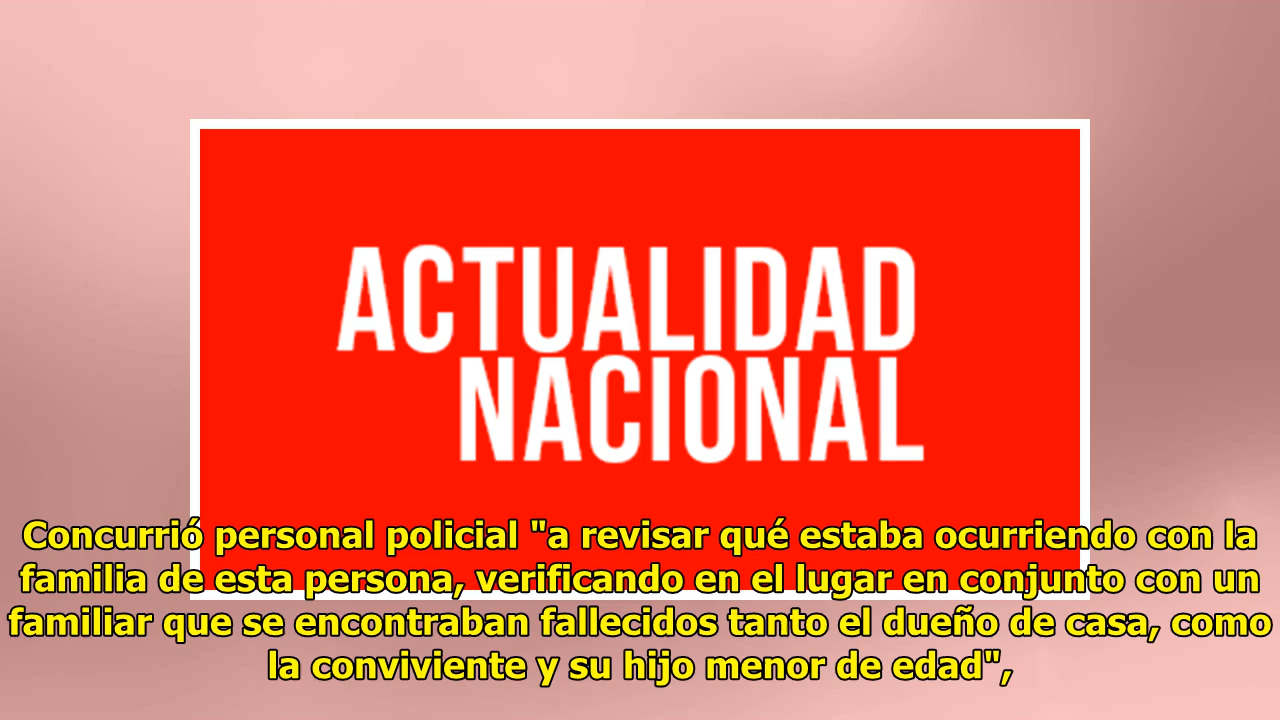 ACTUALIDAD
NACIONAL
Concurrió personal policial "a revisar qué estaba ocurriendo con la
familia de esta persona, verificando en el lugar en conjunto con un
familiar que se encontraban fallecidos tanto el dueño de casa, como
la conviviente y su hijo menor de edad",